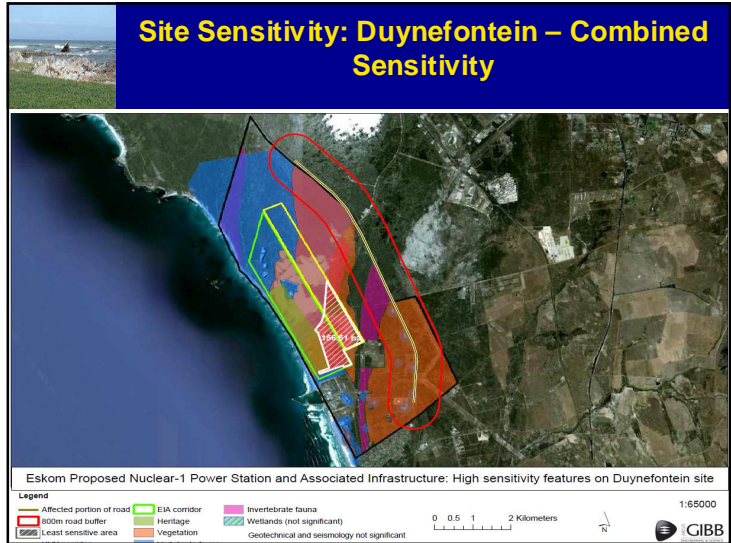 Site Sensitivity: Duynefontein – Combined
Sensitivity
156.51 ha
Eskom Proposed Nuclear-1 Power Station and Associated Infrastructure: High sensitivity features on Duynefontein site
Legend
Affected portion of road
EIA corridor
Invertebrate fauna
800m road buffer
Heritage
Wetlands (not significant)
Least sensitive area
Vegetation
Geotechnical and seismology not significant
0 0.5 1 2 Kilometers
N
1:65000
GIBB